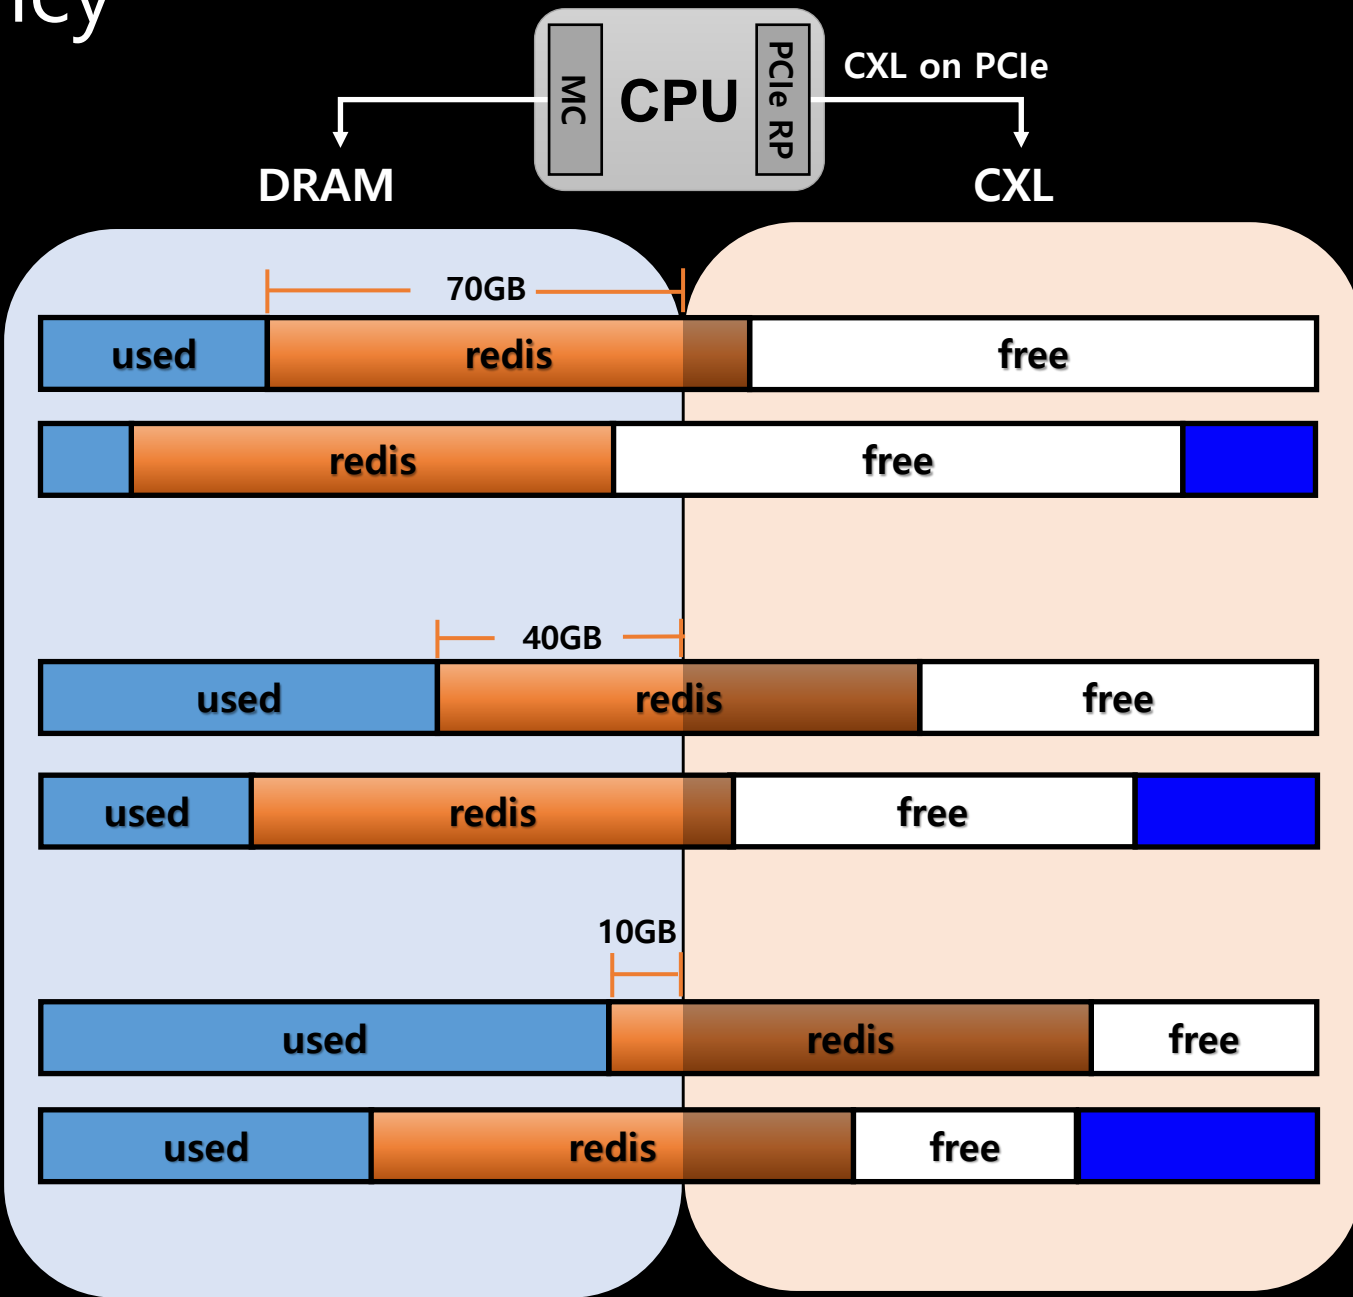 MC
CPU
PCIe RP
CXL on PCIe
DRAM
CXL
70GB
used
redis
free
redis
free
40GB
used
redis
free
used
redis
free
10GB
used
redis
free
used
redis
free